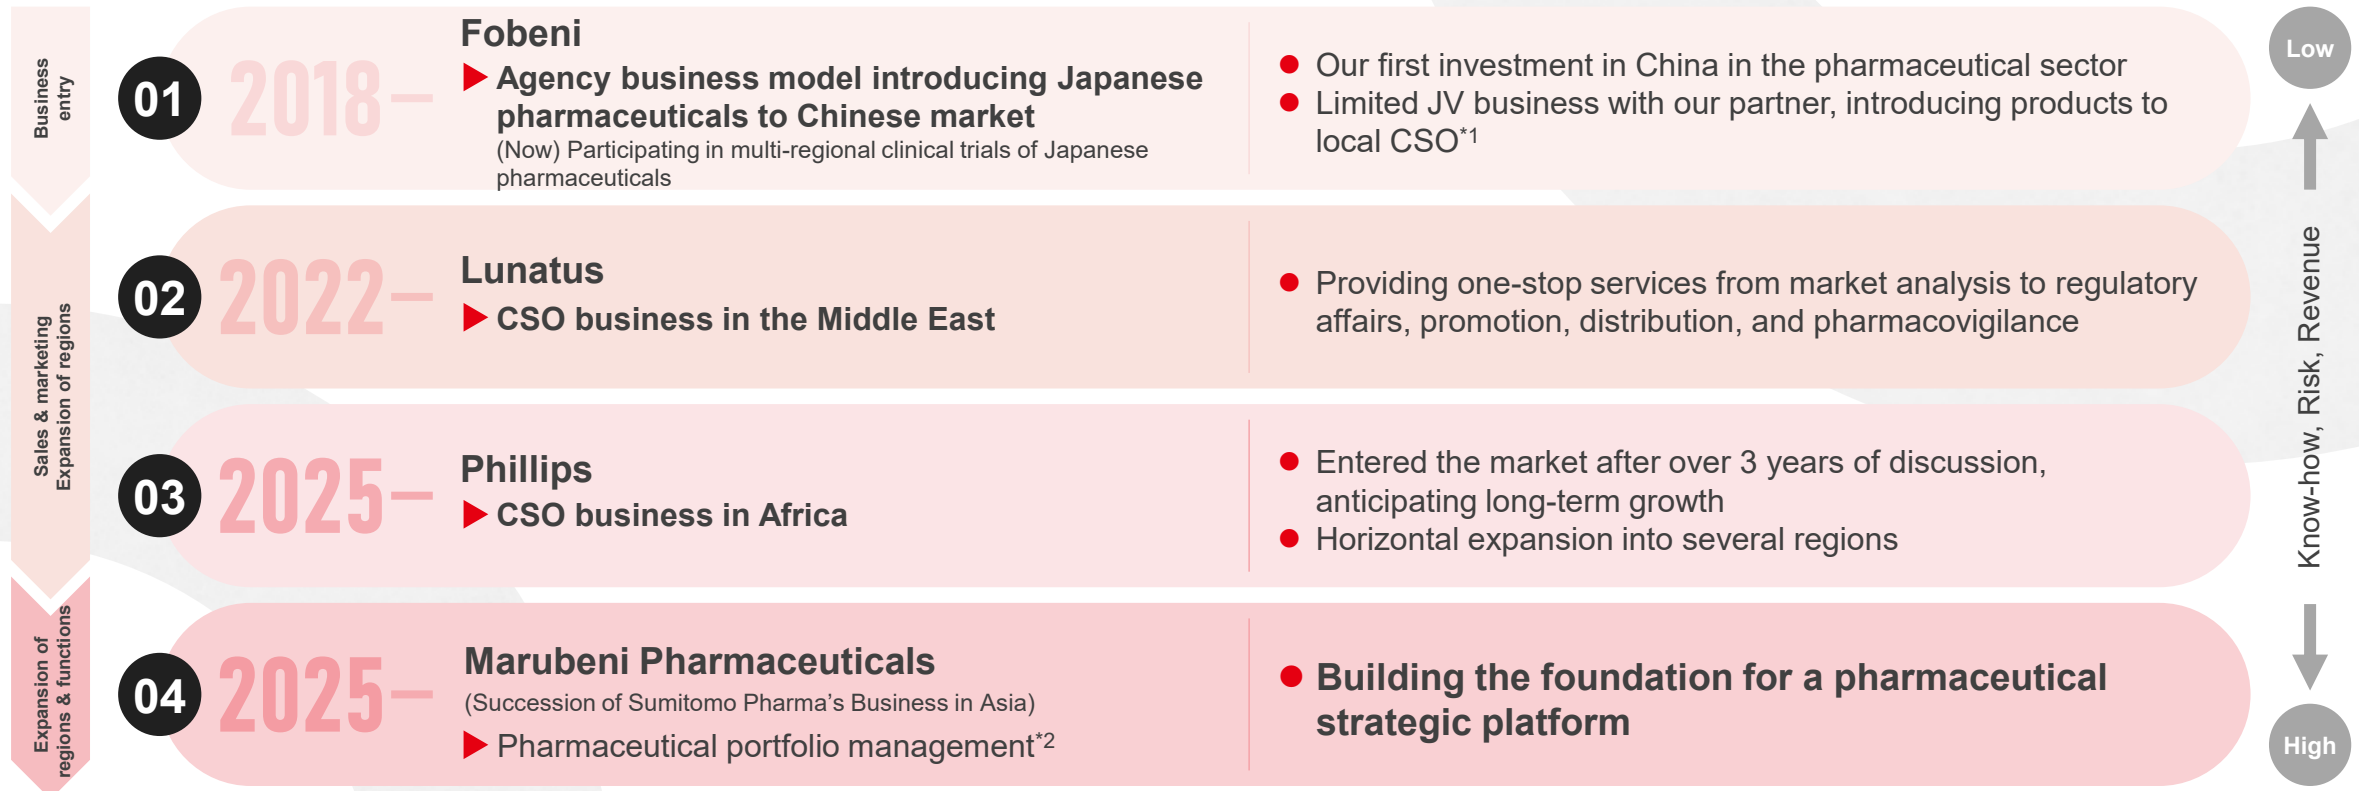 Business
entry
01
2018–
Fobeni
Agency business model introducing Japanese
pharmaceuticals to Chinese market
(Now) Participating in multi-regional clinical trials of Japanese
pharmaceuticals
Our first investment in China in the pharmaceutical sector
Limited JV business with our partner, introducing products to
local CSO*1
Sales & marketing
Expansion of regions
02
2022–
Lunatus
CSO business in the Middle East
Providing one-stop services from market analysis to regulatory
affairs, promotion, distribution, and pharmacovigilance
03
2025–
Phillips
CSO business in Africa
Entered the market after over 3 years of discussion,
anticipating long-term growth
Horizontal expansion into several regions
Expansion of
regions & functions
04
2025–
Marubeni Pharmaceuticals
(Succession of Sumitomo Pharma’s Business in Asia)
Pharmaceutical portfolio management*2
Building the foundation for a pharmaceutical
strategic platform
Low
Know-how, Risk, Revenue
High